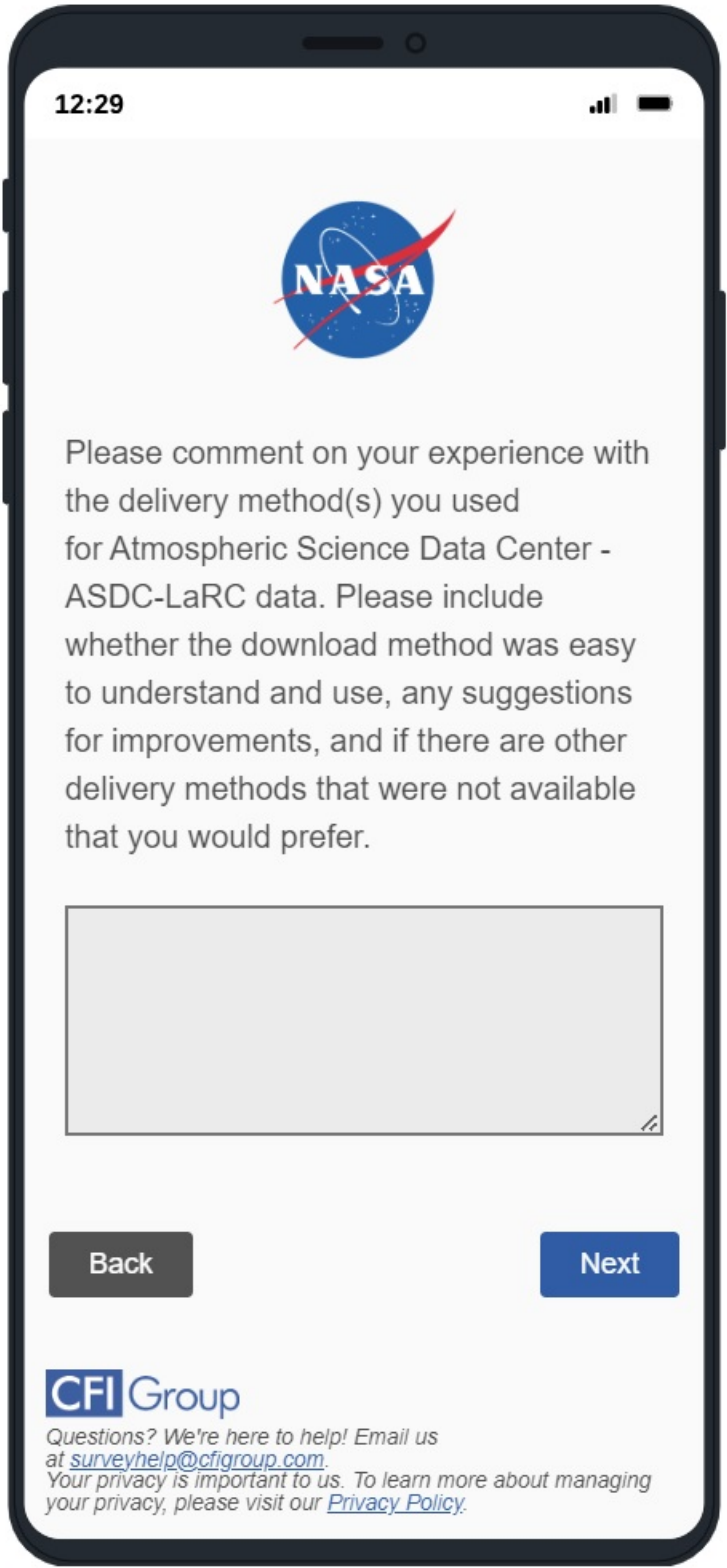 12:29
NASA
Please comment on your experience with
the delivery method(s) you used
for Atmospheric Science Data Center -
ASDC-LaRC data. Please include
whether the download method was easy
to understand and use, any suggestions
for improvements, and if there are other
delivery methods that were not available
that you would prefer.
Back
Next
CFI Group
Questions? We're here to help! Email us
at surveyhelp@cfigroup.com.
Your privacy is important to us. To learn more about managing
your privacy, please visit our Privacy Policy.